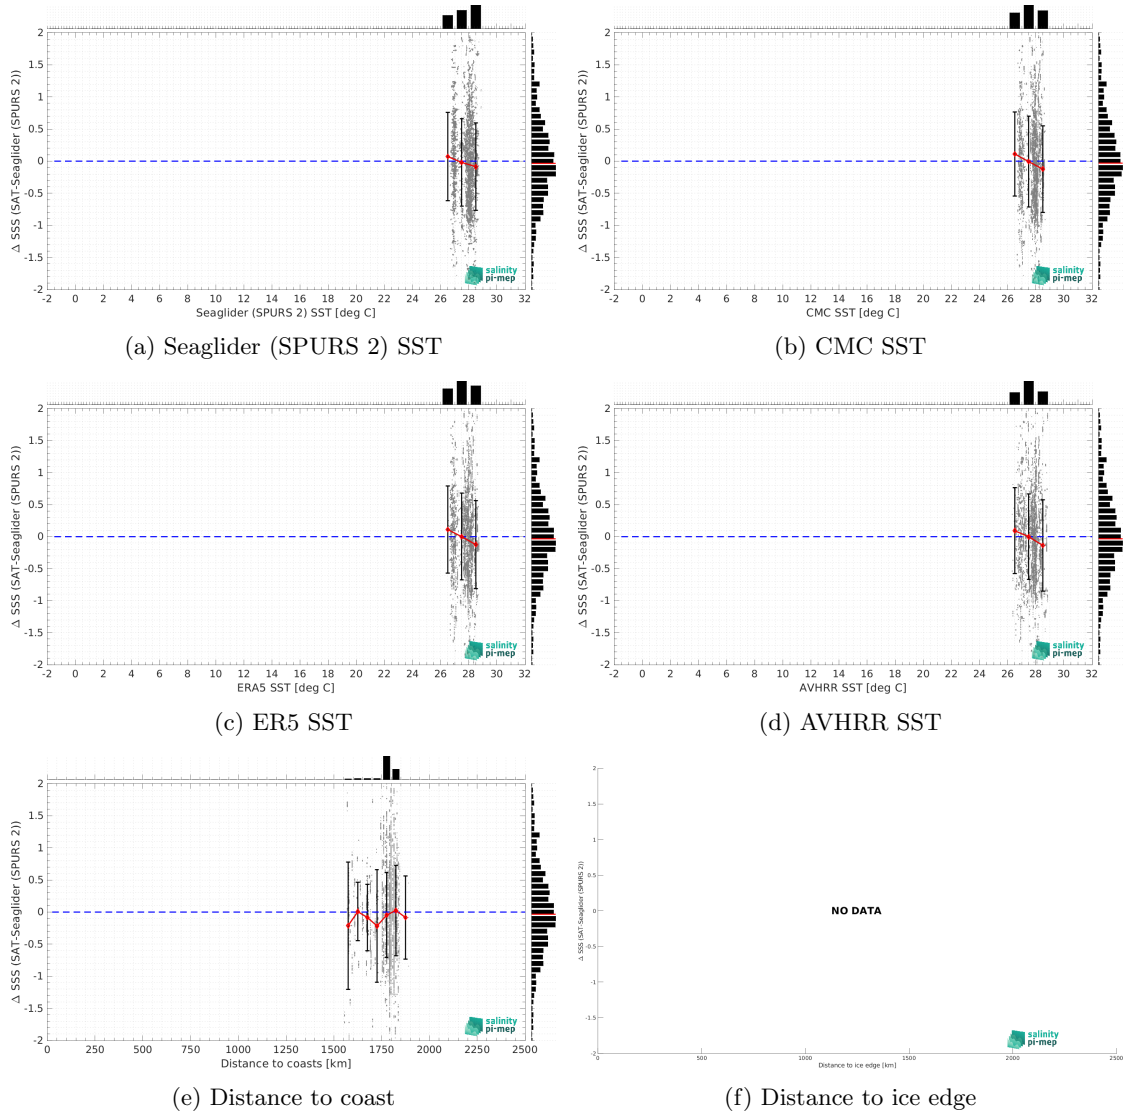 2
1.5
1
0.5
0
-0.5
-1
-1.5
-2
Δ SSS (SAT-Seaglider (SPURS 2))
salinity
pi-mep
-2 0 2 4 6 8 10 12 14 16 18 20 22 24 26 28 30 32
Seaglider (SPURS 2) SST [deg C]
(a) Seaglider (SPURS 2) SST
2
1.5
1
0.5
0
-0.5
-1
-1.5
-2
Δ SSS (SAT-Seaglider (SPURS 2))
salinity
pi-mep
-2 0 2 4 6 8 10 12 14 16 18 20 22 24 26 28 30 32
CMC SST [deg C]
(b) CMC SST
2
1.5
1
0.5
0
-0.5
-1
-1.5
-2
Δ SSS (SAT-Seaglider (SPURS 2))
salinity
pi-mep
-2 0 2 4 6 8 10 12 14 16 18 20 22 24 26 28 30 32
ERA5 SST [deg C]
(c) ER5 SST
2
1.5
1
0.5
0
-0.5
-1
-1.5
-2
Δ SSS (SAT-Seaglider (SPURS 2))
salinity
pi-mep
-2 0 2 4 6 8 10 12 14 16 18 20 22 24 26 28 30 32
AVHRR SST [deg C]
(d) AVHRR SST
2
1.5
1
0.5
0
-0.5
-1
-1.5
-2
Δ SSS (SAT-Seaglider (SPURS 2))
salinity
pi-mep
0 250 500 750 1000 1250 1500 1750 2000 2250 2500
Distance to coasts [km]
(e) Distance to coast
2
1.5
1
0.5
0
-0.5
-1
-1.5
-2
Δ SSS (SAT-Seaglider (SPURS 2))
NO DATA
salinity
pi-mep
0 500 1000 1500 2000 2500
Distance to ice edge [km]
(f) Distance to ice edge